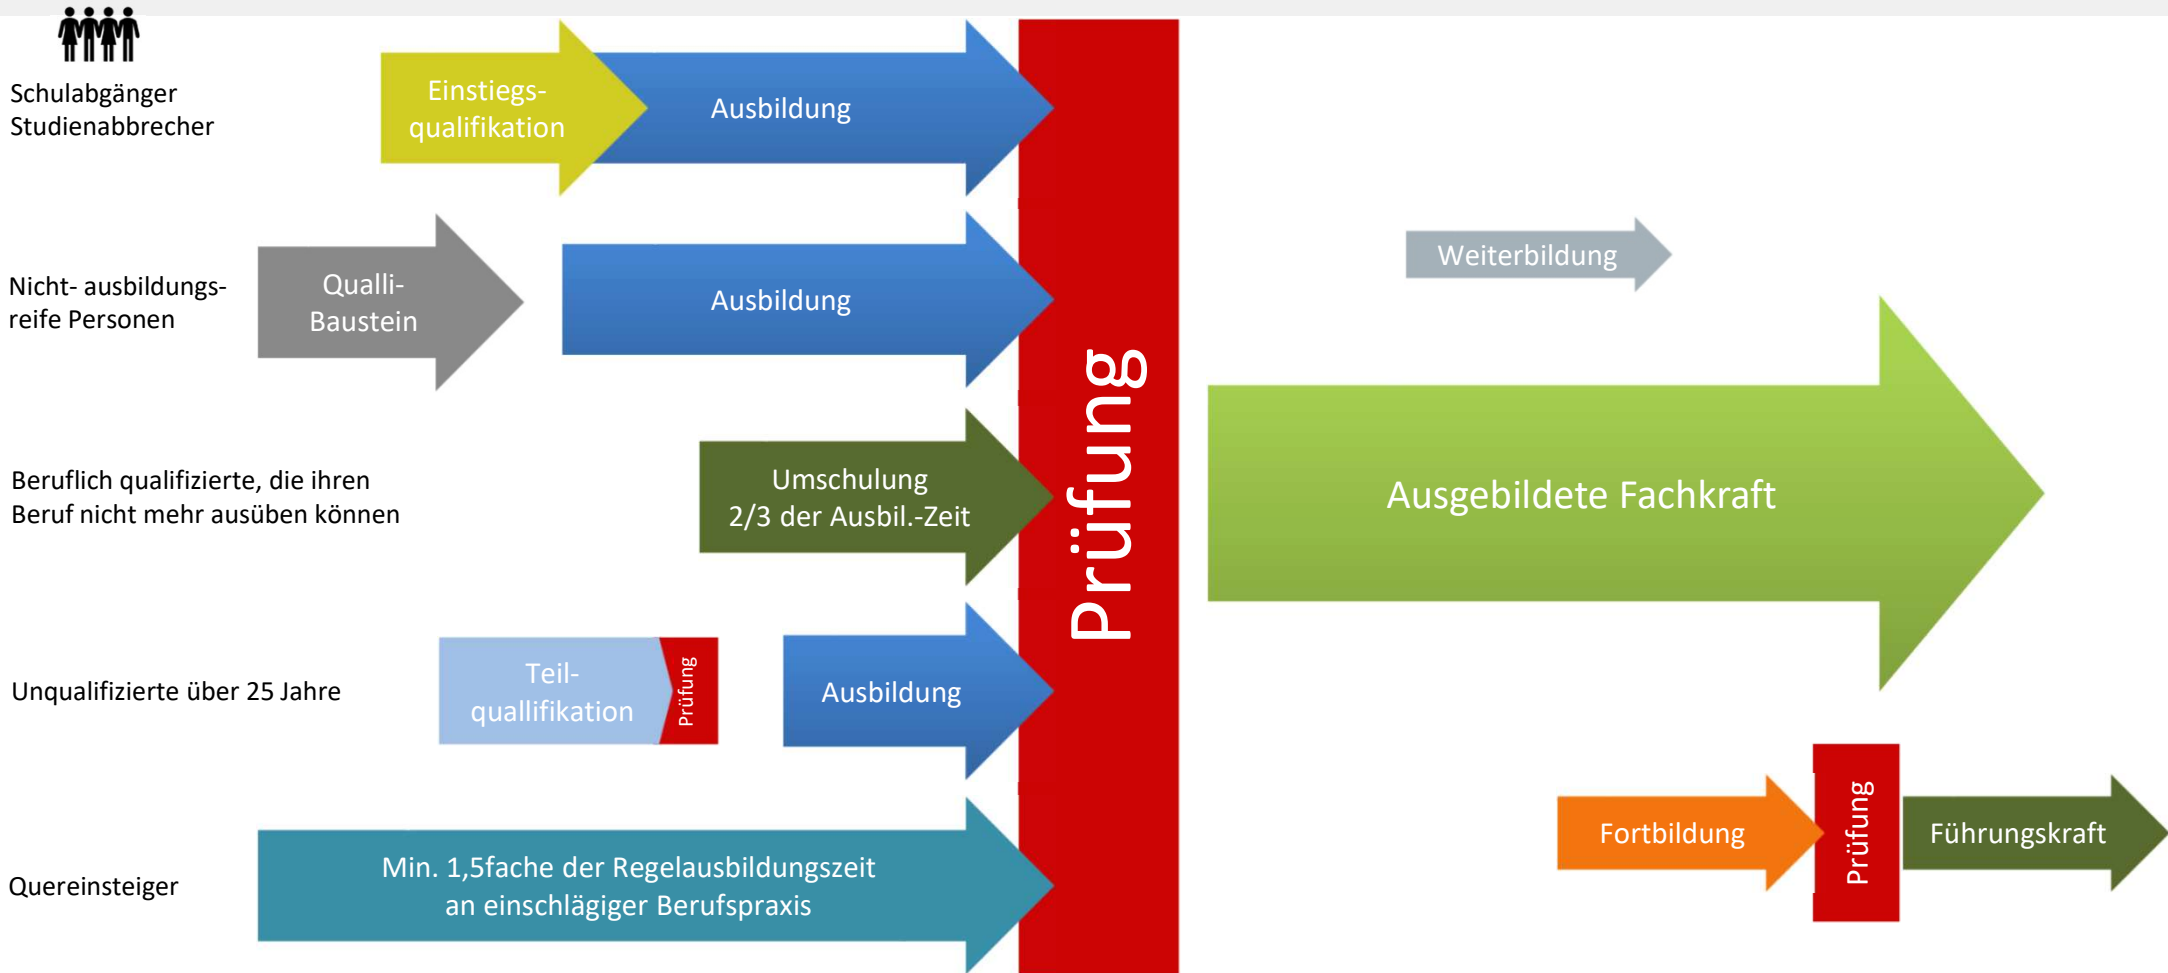 Schulabgänger
Studienabbrecher
Einstiegs-
qualifikation
Ausbildung
Nicht- ausbildungs-
reife Personen
Qualli-
Baustein
Ausbildung
Beruflich qualifizierte, die ihren
Beruf nicht mehr ausüben können
Umschulung
2/3 der Ausbil.-Zeit
Unqualifizierte über 25 Jahre
Teil-
quallifikation
Prüfung
Ausbildung
Quereinsteiger
Min. 1,5fache der Regelausbildungszeit
an einschlägiger Berufspraxis
Prüfung
Weiterbildung
Ausgebildete Fachkraft
Fortbildung
Prüfung
Führungskraft